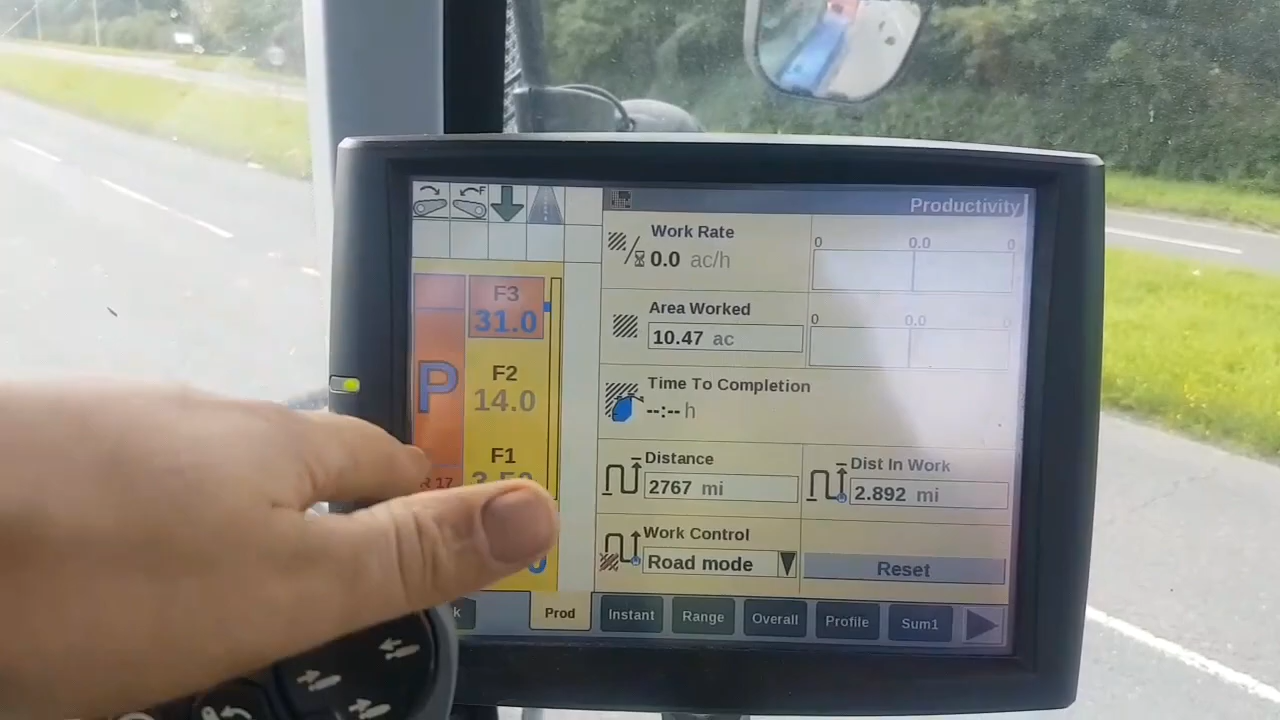 F
Productivity
Work Rate
0.0 ac/h
0 0.0 0
Area Worked
10.47 ac
0 0.0 0
Time To Completion
--:-- h
Distance
2767 mi
Dist In Work
2.892 mi
Work Control
Road mode
Reset
F3
31.0
P
F2
14.0
F1
R 17
Prod
Instant
Range
Overall
Profile
Sum1